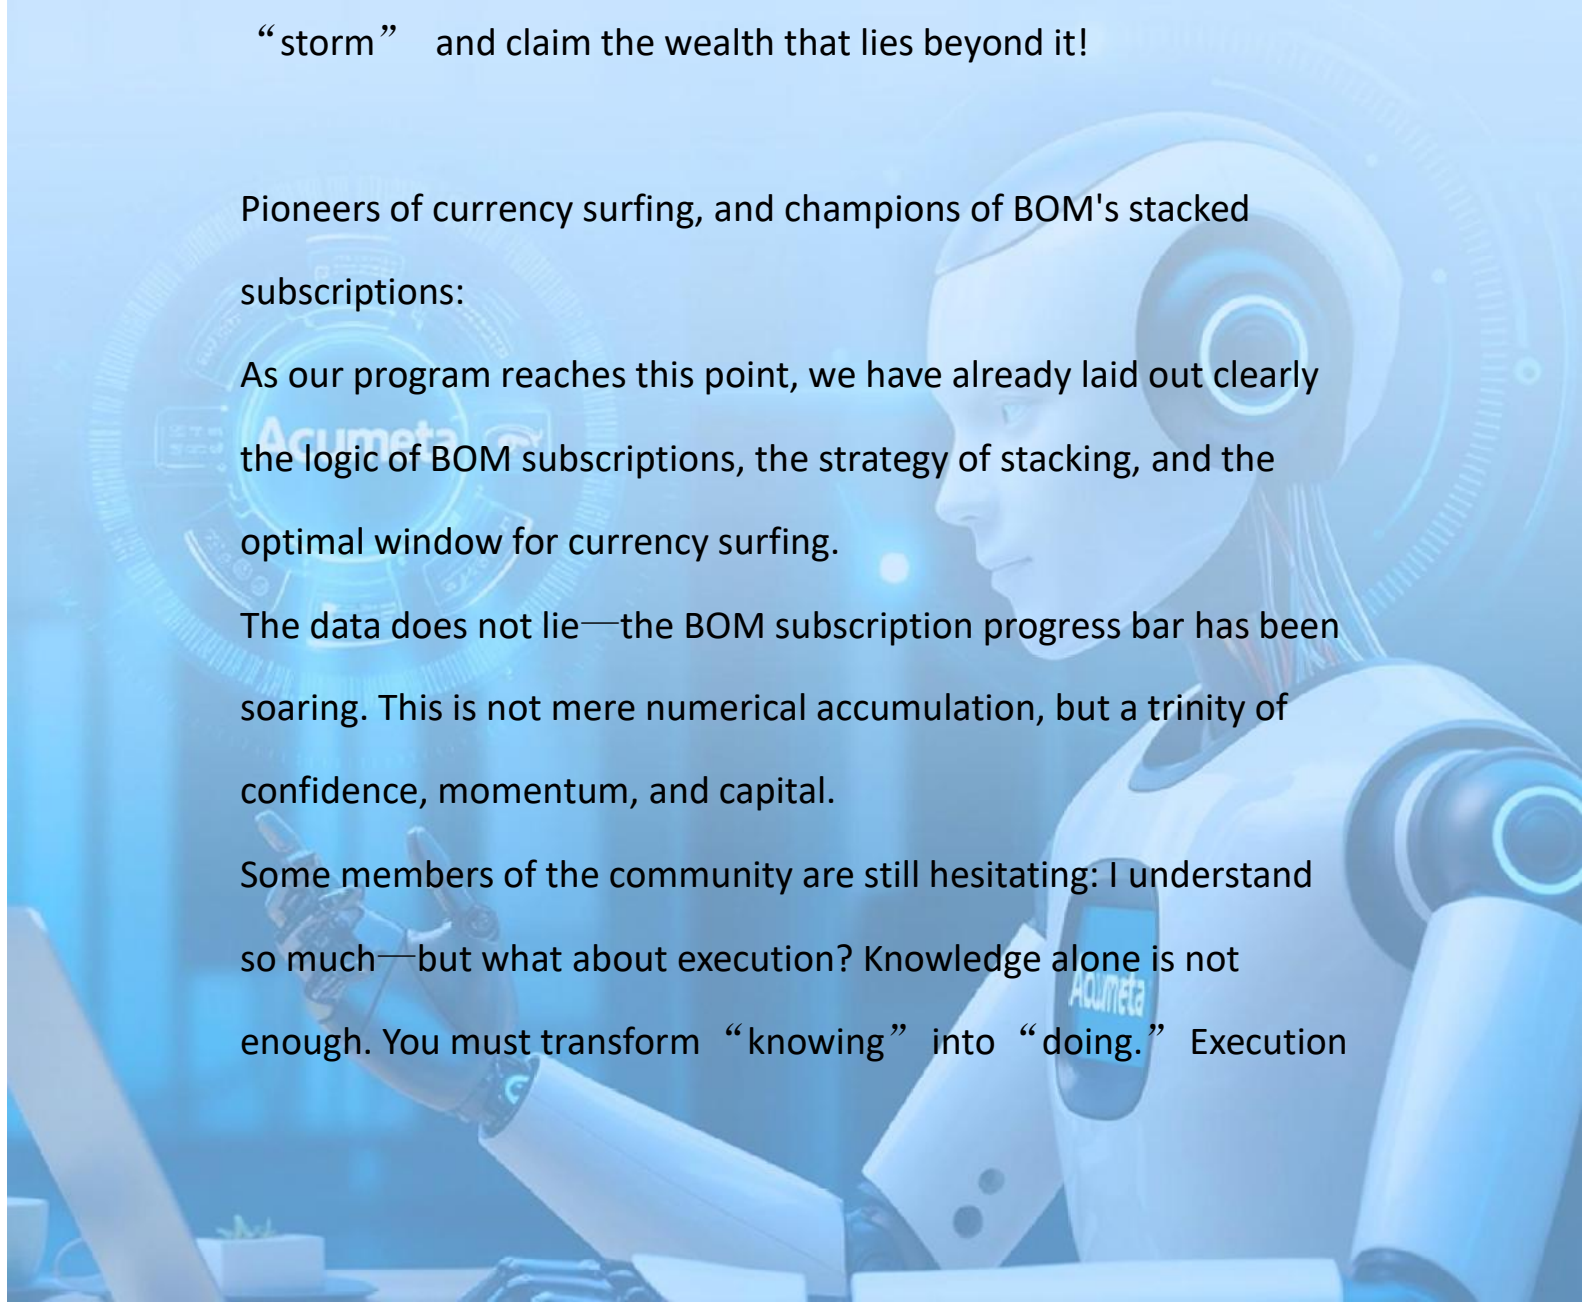 “storm” and claim the wealth that lies beyond it!
Pioneers of currency surfing, and champions of BOM's stacked
subscriptions:
As our program reaches this point, we have already laid out clearly
Acumeta
the logic of BOM subscriptions, the strategy of stacking, and the
optimal window for currency surfing.
The data does not lie—the BOM subscription progress bar has been
soaring. This is not mere numerical accumulation, but a trinity of
confidence, momentum, and capital.
Some members of the community are still hesitating: I understand
so much—but what about execution? Knowledge alone is not
Acumeta
enough. You must transform “knowing” into “doing.” Execution